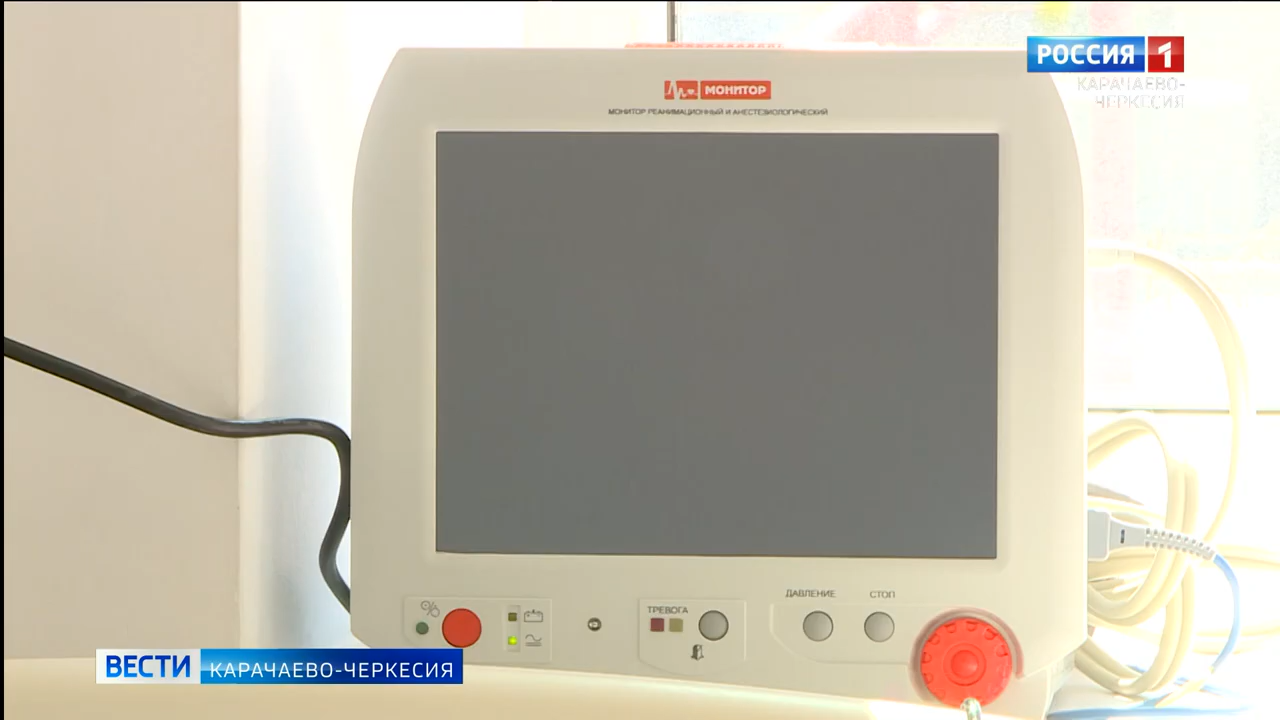 РОССИЯ 1
КАРАЧАЕВО-
ЧЕРКЕСИЯ
МОНИТОР
МОНИТОР РЕАНИМАЦИОННЫЙ И АНЕСТЕЗИОЛОГИЧЕСКИЙ
ДАВЛЕНИЕ
СТОП
ТРЕВОГА
ВЕСТИ КАРАЧАЕВО-ЧЕРКЕСИЯ